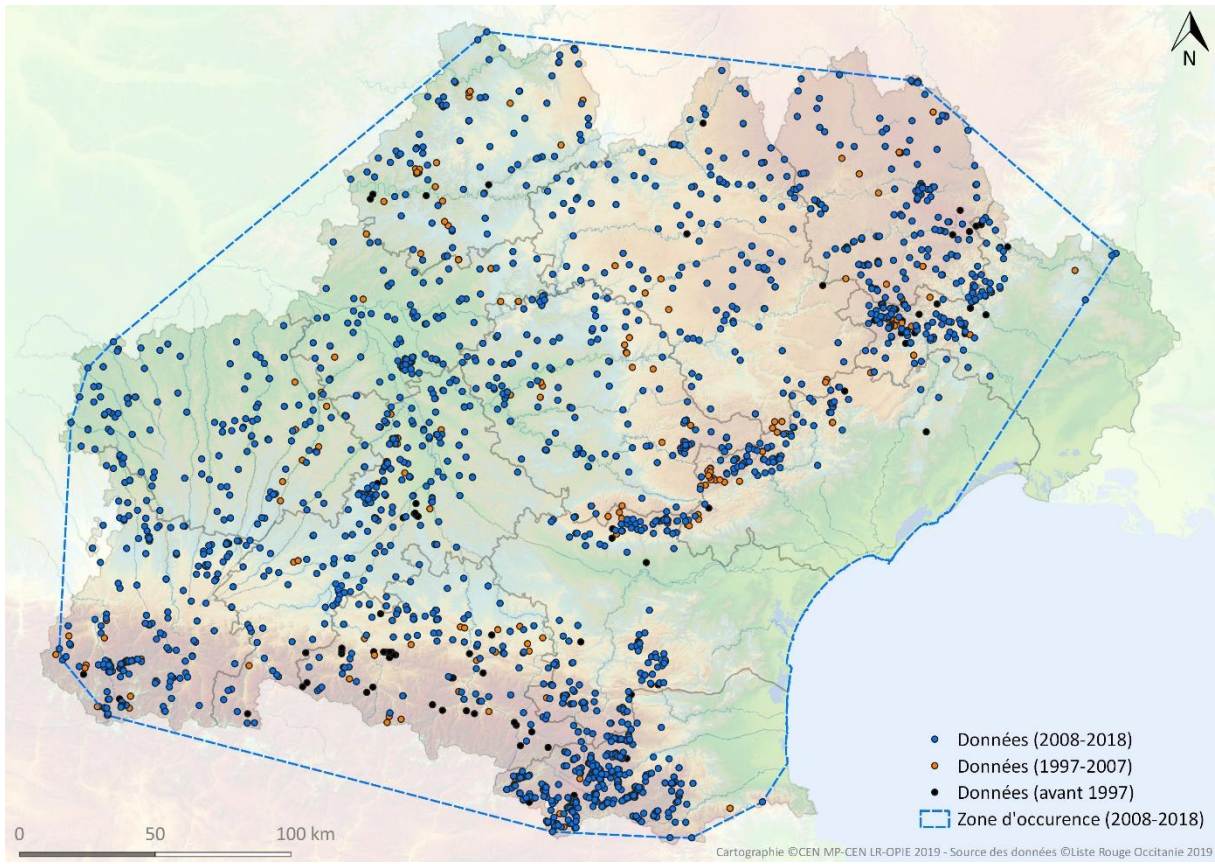 N
Données (2008-2018)
Données (1997-2007)
Données (avant 1997)
Zone d'occurence (2008-2018)
0 50 100 km
Cartographie ©CEN MP-CEN LR-OPIE 2019 - Source des données ©Liste Rouge Occitanie 2019